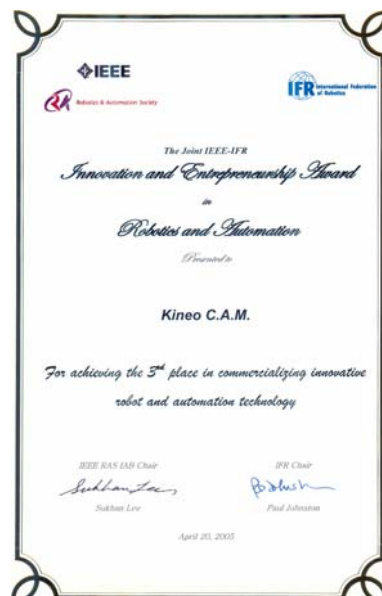 IEEE
Robotics & Automation Society
IFR International Federation
of Robotics
The Joint IEEE-IFR
Innovation and Entrepreneurship Award
in
Robotics and Automation
Presented to
Kineo C.A.M.
For achieving the 3rd place in commercializing innovative
robot and automation technology
IEEE RAS IAB Chair
IFR Chair
Sukhan Lee
Sukhan Lee
Paul Johnston
April 20, 2005